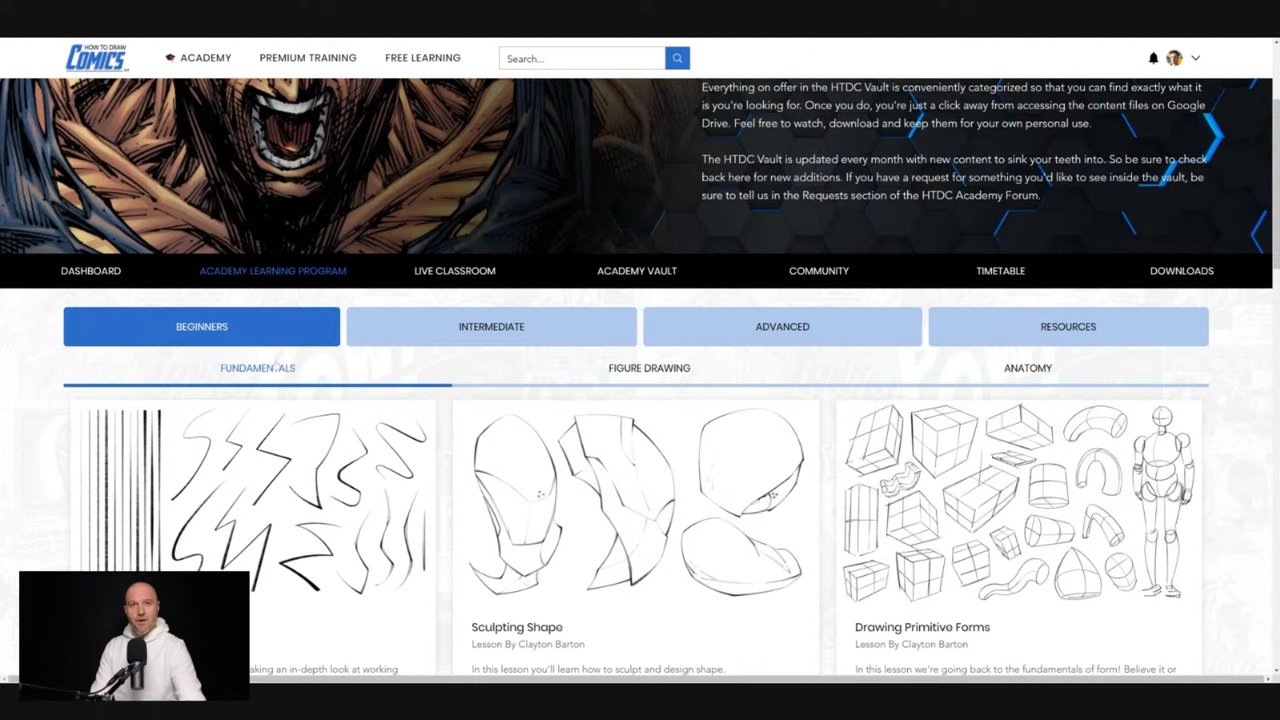 HOW TO DRAW
COMICS
.NET
ACADEMY
PREMIUM TRAINING
FREE LEARNING
Search...
Everything on offer in the HTDC Vault is conveniently categorized so that you can find exactly what it
is you're looking for. Once you do, you're just a click away from accessing the content files on Google
Drive. Feel free to watch, download and keep them for your own personal use.
The HTDC Vault is updated every month with new content to sink your teeth into. So be sure to check
back here for new additions. If you have a request for something you'd like to see inside the vault, be
sure to tell us in the Requests section of the HTDC Academy Forum.
DASHBOARD
ACADEMY LEARNING PROGRAM
LIVE CLASSROOM
ACADEMY VAULT
COMMUNITY
TIMETABLE
DOWNLOADS
BEGINNERS
INTERMEDIATE
ADVANCED
RESOURCES
FUNDAMENTALS
FIGURE DRAWING
ANATOMY
aking an in-depth look at working
Sculpting Shape
Lesson By Clayton Barton
In this lesson you'll learn how to sculpt and design shape.
Drawing Primitive Forms
Lesson By Clayton Barton
In this lesson we're going back to the fundamentals of form! Believe it or